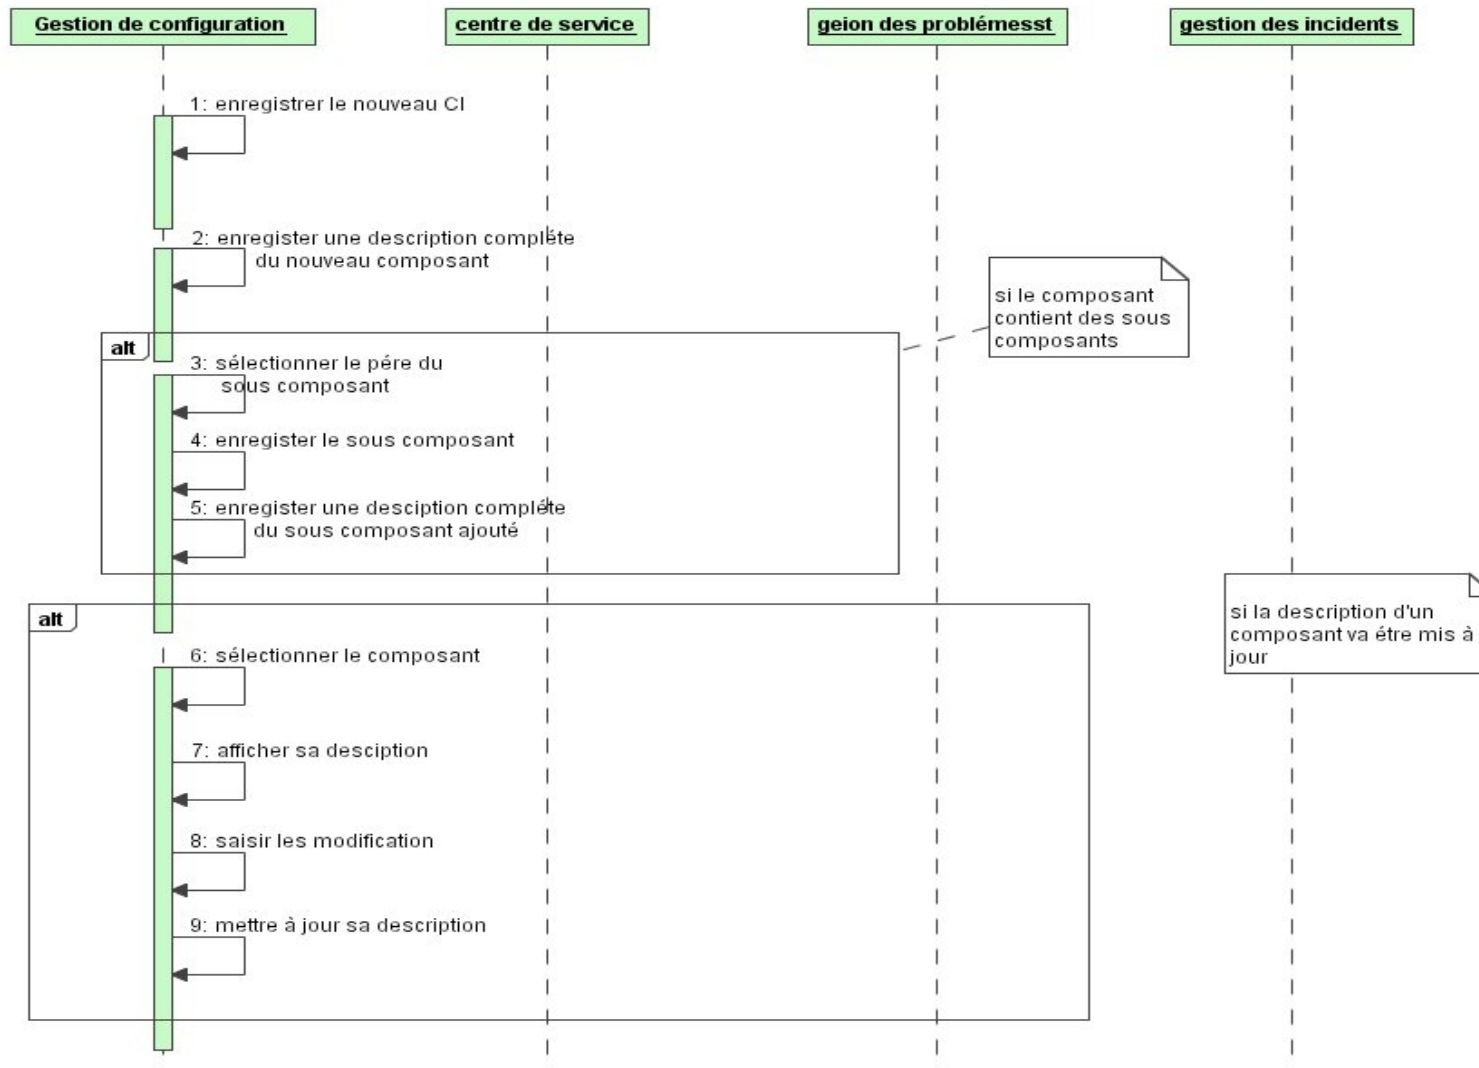 Gestion de configuration
centre de service
geion des problémesst
gestion des incidents
1: enregistrer le nouveau CI
2: enregister une description compléte
du nouveau composant
si le composant
contient des sous
composants
alt
3: sélectionner le pére du
sous composant
4: enregister le sous composant
5: enregister une desciption compléte
du sous composant ajouté
alt
si la description d'un
composant va étre mis à
jour
6: sélectionner le composant
7: afficher sa desciption
8: saisir les modification
9: mettre à jour sa description